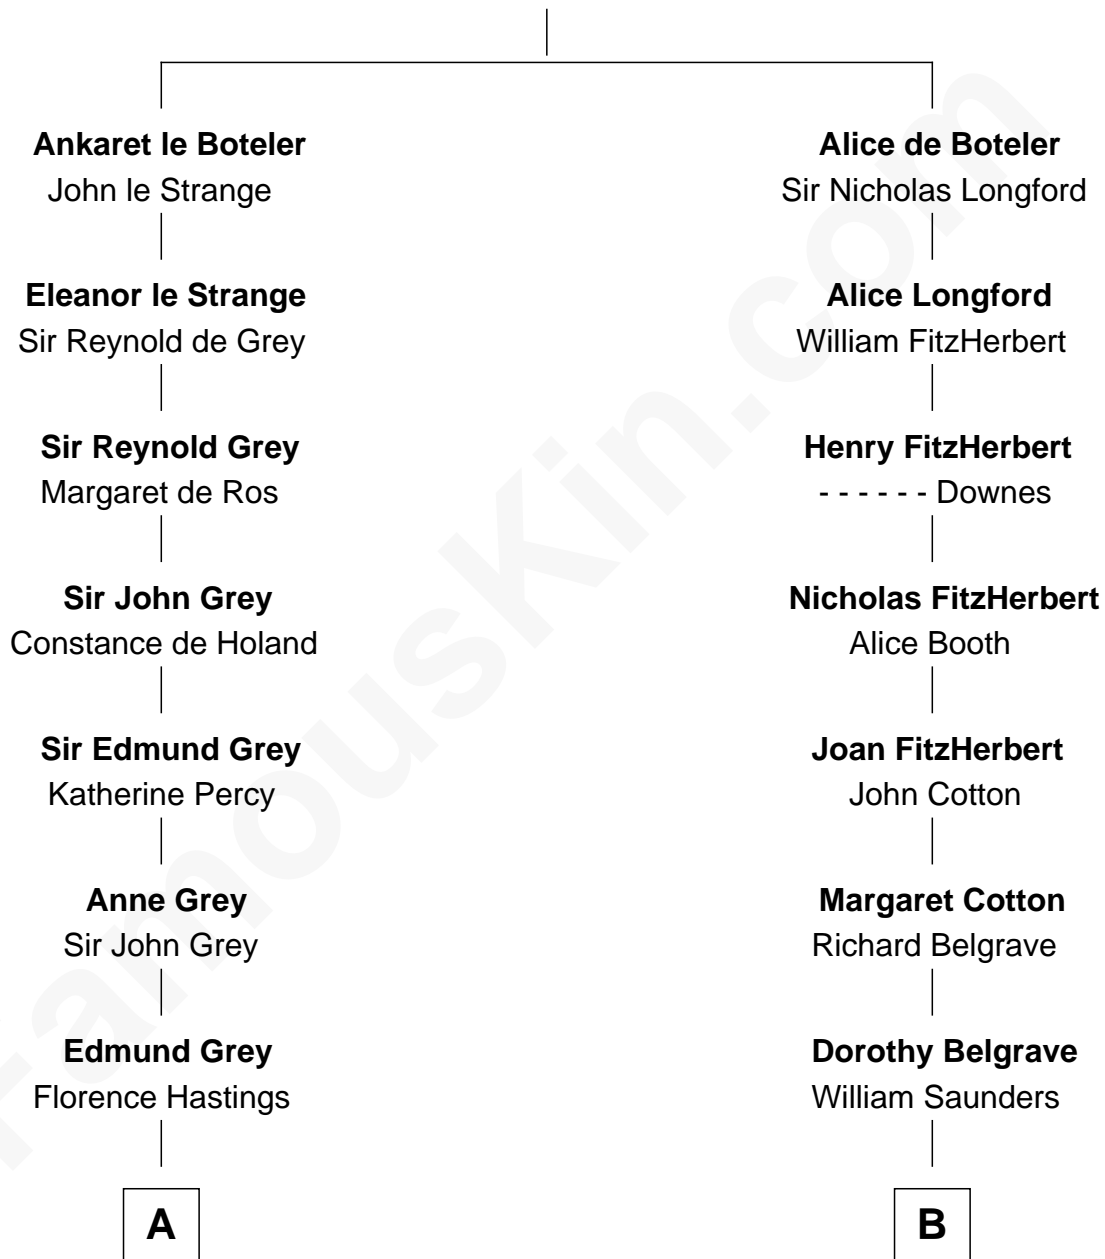 Ankaret le Boteler
John le Strange
Alice de Boteler
Sir Nicholas Longford
Eleanor le Strange
Sir Reynold de Grey
Alice Longford
William FitzHerbert
Sir Reynold Grey
Margaret de Ros
Henry FitzHerbert
- - - - - - Downes
Sir John Grey
Constance de Holand
Nicholas FitzHerbert
Alice Booth
Sir Edmund Grey
Katherine Percy
Joan FitzHerbert
John Cotton
Anne Grey
Sir John Grey
Margaret Cotton
Richard Belgrave
Edmund Grey
Florence Hastings
Dorothy Belgrave
William Saunders
A
B
FamousKin.com